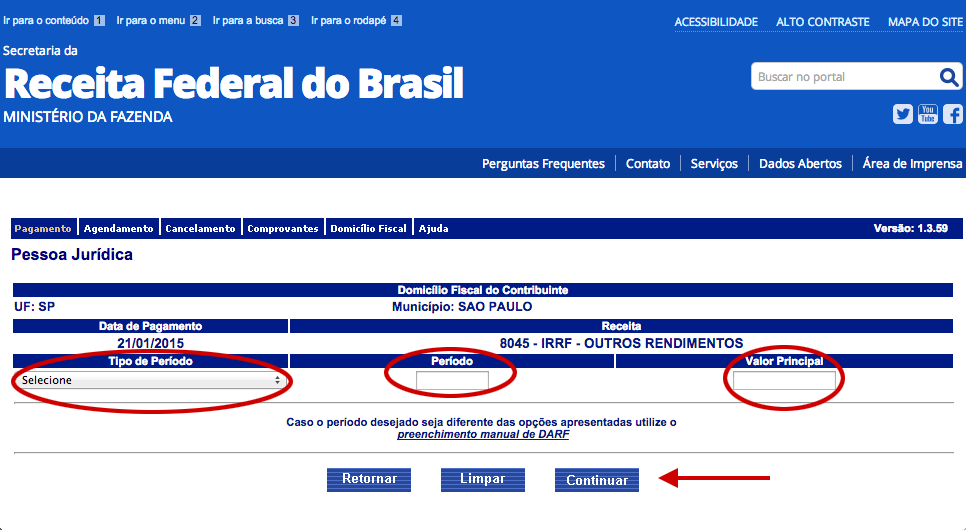 Ir para o conteúdo 1 Ir para o menu 2 Ir para a busca 3 Ir para o rodapé 4
ACESSIBILIDADE ALTO CONTRASTE MAPA DO SITE
Secretaria da
Receita Federal do Brasil
MINISTÉRIO DA FAZENDA
Buscar no portal
You Tube
Perguntas Frequentes Contato Serviços Dados Abertos Área de Imprensa
Pagamento Agendamento Cancelamento Comprovantes Domicílio Fiscal Ajuda Versão: 1.3.59
Pessoa Jurídica
Domicílio Fiscal do Contribuinte
UF: SP Município: SAO PAULO
Data de Pagamento Receita
21/01/2015 8045 - IRRF - OUTROS RENDIMENTOS
Tipo de Período Período Valor Principal
Selecione
Caso o período desejado seja diferente das opções apresentadas utilize o
preenchimento manual de DARF
Retornar Limpar Continuar